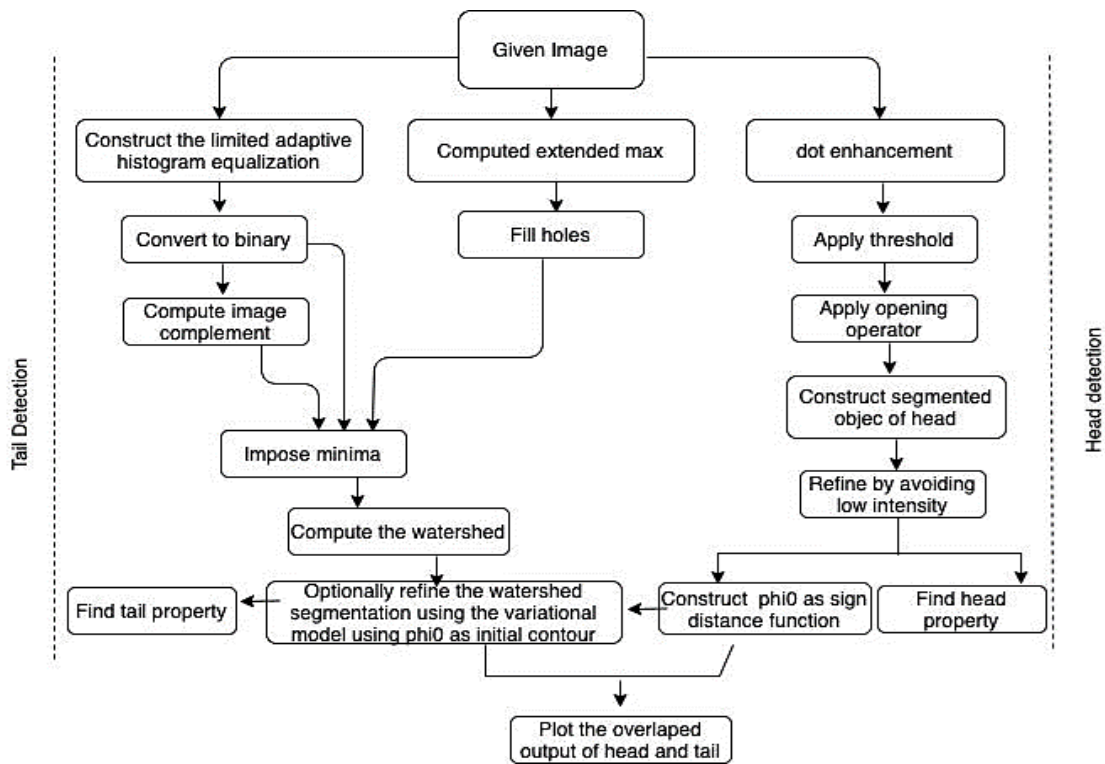 Given Image
Construct the limited adaptive
histogram equalization
Computed extended max
dot enhancement
Convert to binary
Fill holes
Apply threshold
Compute image
complement
Apply opening
operator
Construct segmented
objec of head
Impose minima
Refine by avoiding
low intensity
Compute the watershed
Find tail property
Optionally refine the watershed
segmentation using the variational
model using phi0 as initial contour
Construct phi0 as sign
distance function
Find head
property
Plot the overlaped
output of head and tail
Tail Detection
Head detection